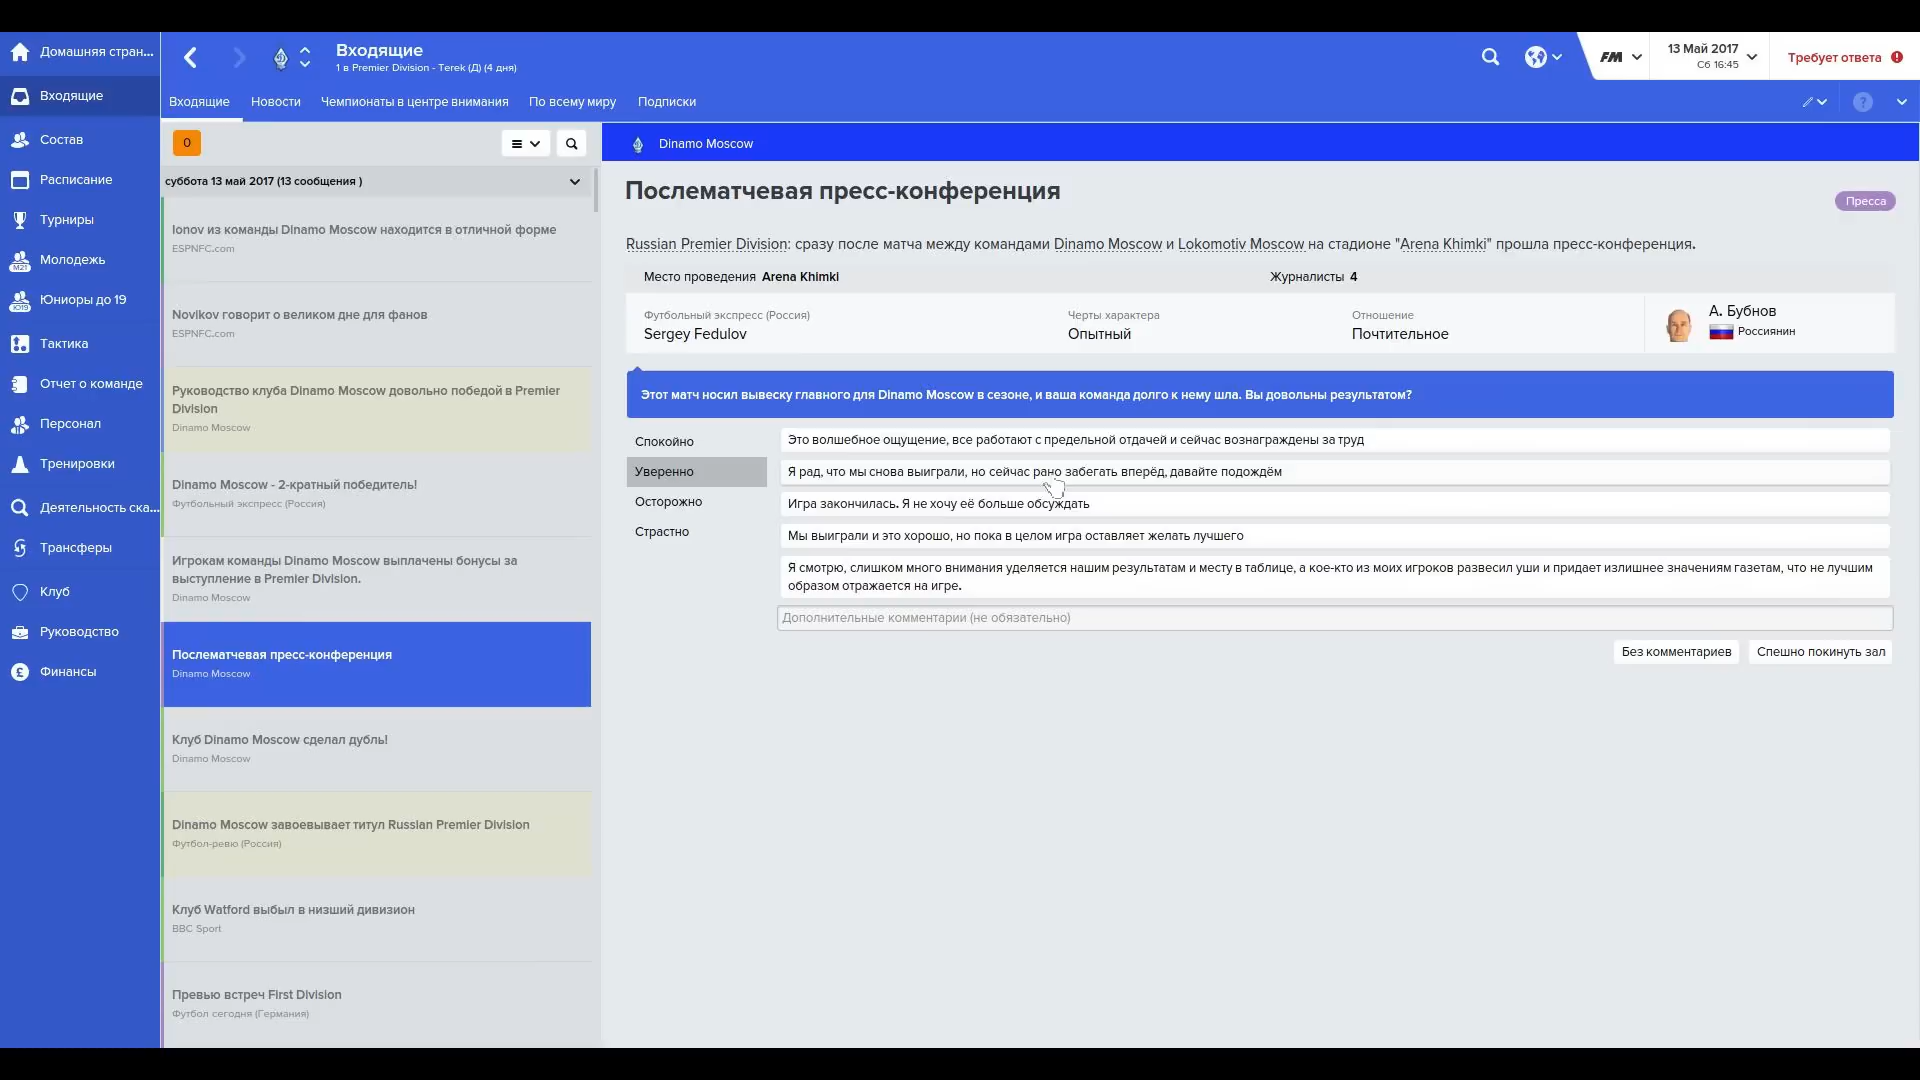 Домашняя стран...
Входящие
Состав
Расписание
Турниры
Молодежь
M21
Юниоры до 19
Ю19
Тактика
Отчет о команде
Персонал
Тренировки
Деятельность ска...
Трансферы
Клуб
Руководство
Финансы
Входящие
1 в Premier Division - Terek (Д) (4 дня)
FM
13 Май 2017
Сб 16:45
Требует ответа
Входящие
Новости
Чемпионаты в центре внимания
По всему миру
Подписки
?
0
суббота 13 май 2017 (13 сообщения )
Ionov из команды Dinamo Moscow находится в отличной форме
ESPNFC.com
Novikov говорит о великом дне для фанов
ESPNFC.com
Руководство клуба Dinamo Moscow довольно победой в Premier
Division
Dinamo Moscow
Dinamo Moscow - 2-кратный победитель!
Футбольный экспресс (Россия)
Игрокам команды Dinamo Moscow выплачены бонусы за
выступление в Premier Division.
Dinamo Moscow
Послематчевая пресс-конференция
Dinamo Moscow
Клуб Dinamo Moscow сделал дубль!
Dinamo Moscow
Dinamo Moscow завоевывает титул Russian Premier Division
Футбол-ревю (Россия)
Клуб Watford выбыл в низший дивизион
BBC Sport
Превью встреч First Division
Футбол сегодня (Германия)
Dinamo Moscow
Послематчевая пресс-конференция
Пресса
Russian Premier Division: сразу после матча между командами Dinamo Moscow и Lokomotiv Moscow на стадионе "Arena Khimki" прошла пресс-конференция.
Место проведения Arena Khimki
Журналисты 4
Футбольный экспресс (Россия)
Sergey Fedulov
Черты характера
Опытный
Отношение
Почтительное
А. Бубнов
Россиянин
Этот матч носил вывеску главного для Dinamo Moscow в сезоне, и ваша команда долго к нему шла. Вы довольны результатом?
Спокойно
Уверенно
Осторожно
Страстно
Это волшебное ощущение, все работают с предельной отдачей и сейчас вознаграждены за труд
Я рад, что мы снова выиграли, но сейчас рано забегать вперёд, давайте подождём
Игра закончилась. Я не хочу её больше обсуждать
Мы выиграли и это хорошо, но пока в целом игра оставляет желать лучшего
Я смотрю, слишком много внимания уделяется нашим результатам и месту в таблице, а кое-кто из моих игроков развесил уши и придает излишнее значениям газетам, что не лучшим
образом отражается на игре.
Дополнительные комментарии (не обязательно)
Без комментариев
Спешно покинуть зал